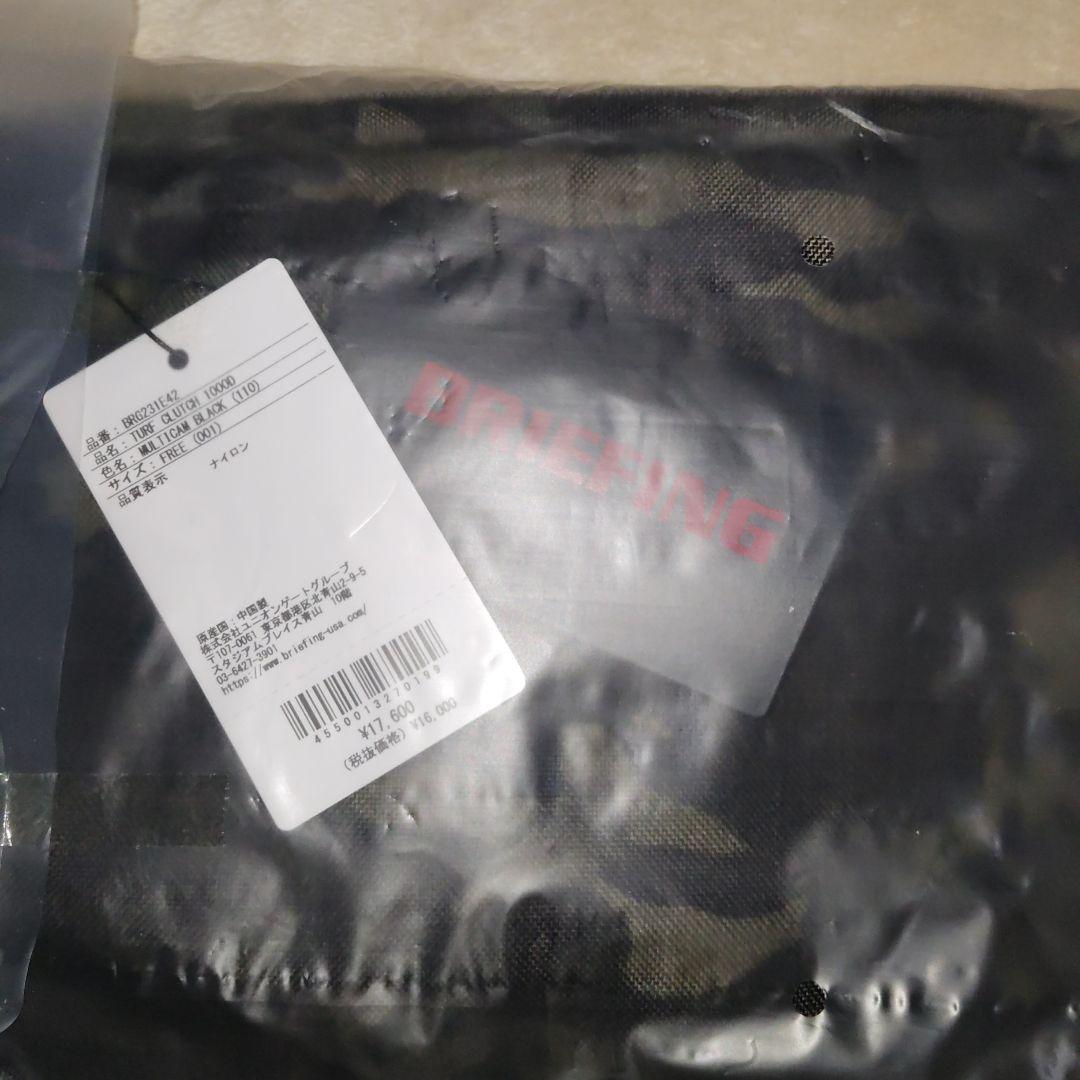 品番：BRG231E42
品名：TURF CLUTCH 1000D
色名：MULTICAM BLACK (110)
サイズ：FREE (001)
品質表示
ナイロン
原産国：中国製
株式会社ユニオンゲートグループ
〒107-0061 東京都港区北青山2-9-5
スタジアムプレイス青山 10階
03-6427-3901
https://www.briefing-usa.com/
4550013270199
¥17,600
(税抜価格) ¥16,000
BRIEFING